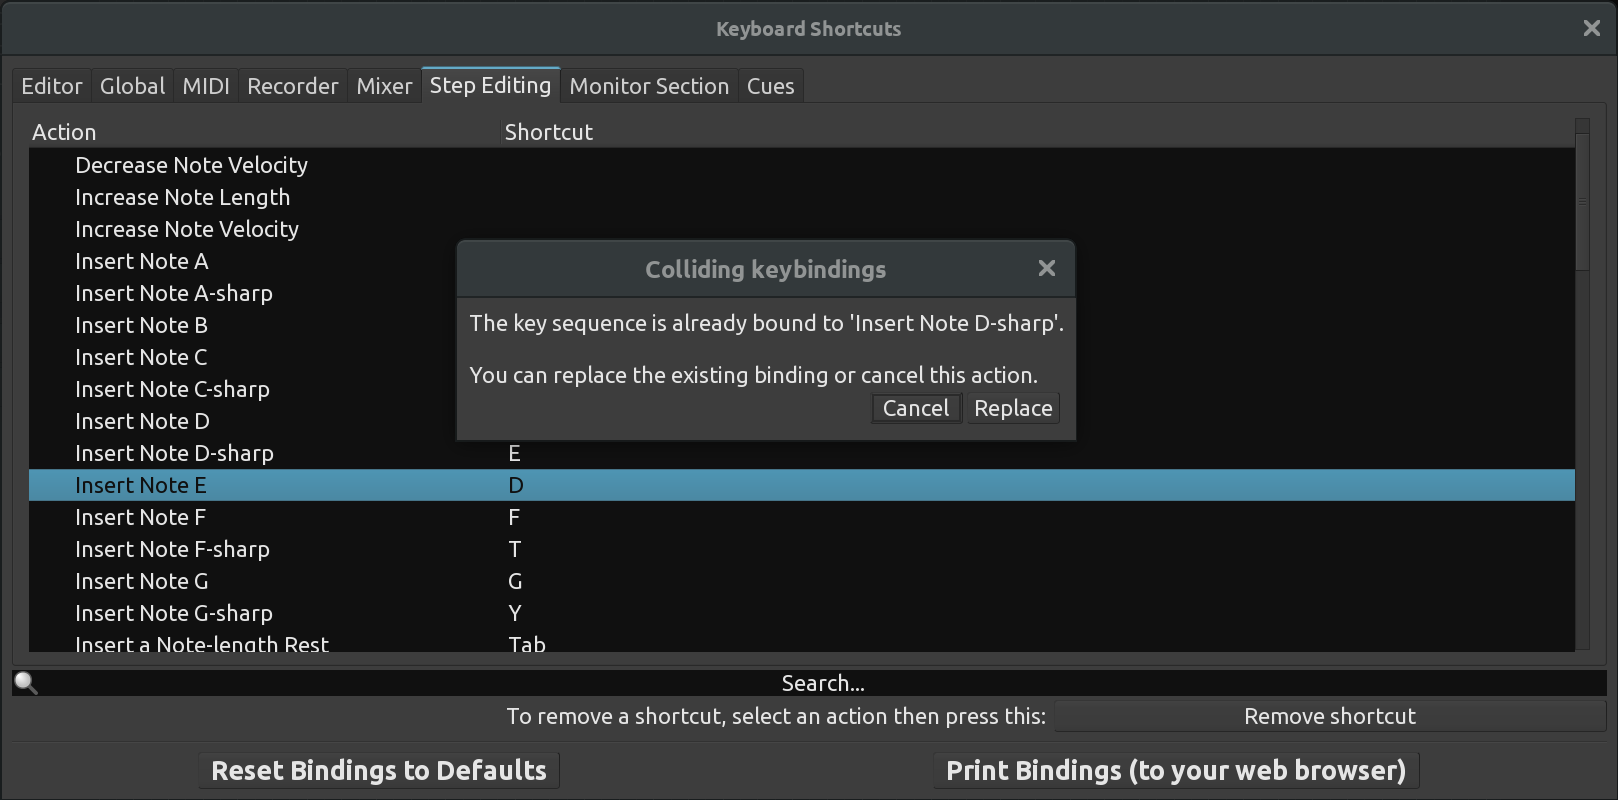 Keyboard Shortcuts
Editor Global MIDI Recorder Mixer Step Editing Monitor Section Cues
Action Shortcut
Decrease Note Velocity
Increase Note Length
Increase Note Velocity
Insert Note A
Insert Note A-sharp
Insert Note B
Insert Note C
Insert Note C-sharp
Insert Note D
Insert Note D-sharp E
Insert Note E D
Insert Note F F
Insert Note F-sharp T
Insert Note G G
Insert Note G-sharp Y
Insert a Note-length Rest Tab
Colliding keybindings
The key sequence is already bound to 'Insert Note D-sharp'.
You can replace the existing binding or cancel this action.
Cancel Replace
Search...
To remove a shortcut, select an action then press this: Remove shortcut
Reset Bindings to Defaults Print Bindings (to your web browser)